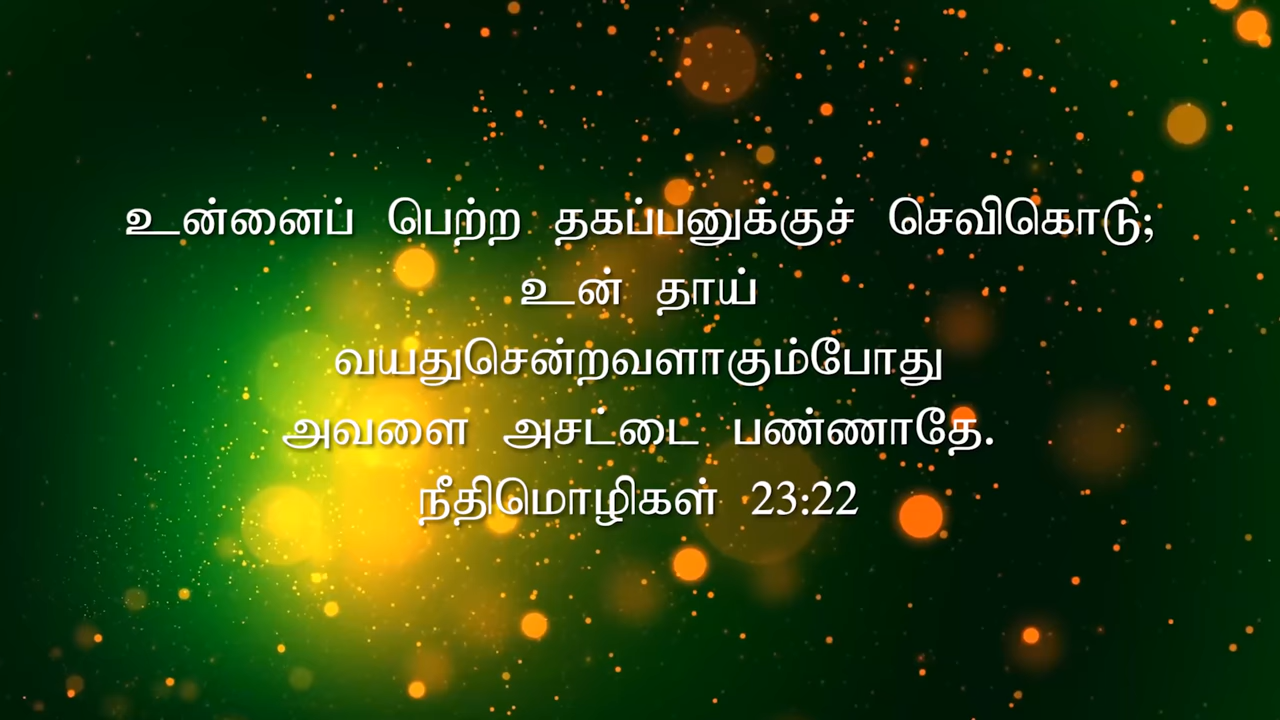 உன்னைப் பெற்ற தகப்பனுக்குச் செவிகொடு;
உன் தாய்
வயதுசென்றவளாகும்போது
அவளை அசட்டை பண்ணாதே.
நீதிமொழிகள் 23:22